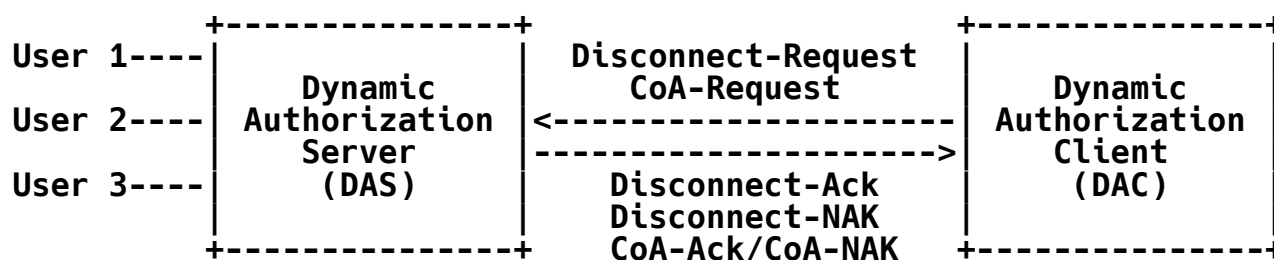 +---------------+                      +---------------+
User 1----|               |  Disconnect-Request  |               |
     |    Dynamic    |     CoA-Request      |    Dynamic    |
User 2----| Authorization |<---------------------| Authorization |
     |    Server     |--------------------->|    Client     |
User 3----|     (DAS)     |    Disconnect-Ack    |     (DAC)     |
     |               |    Disconnect-NAK    |               |
     +---------------+    CoA-Ack/CoA-NAK   +---------------+